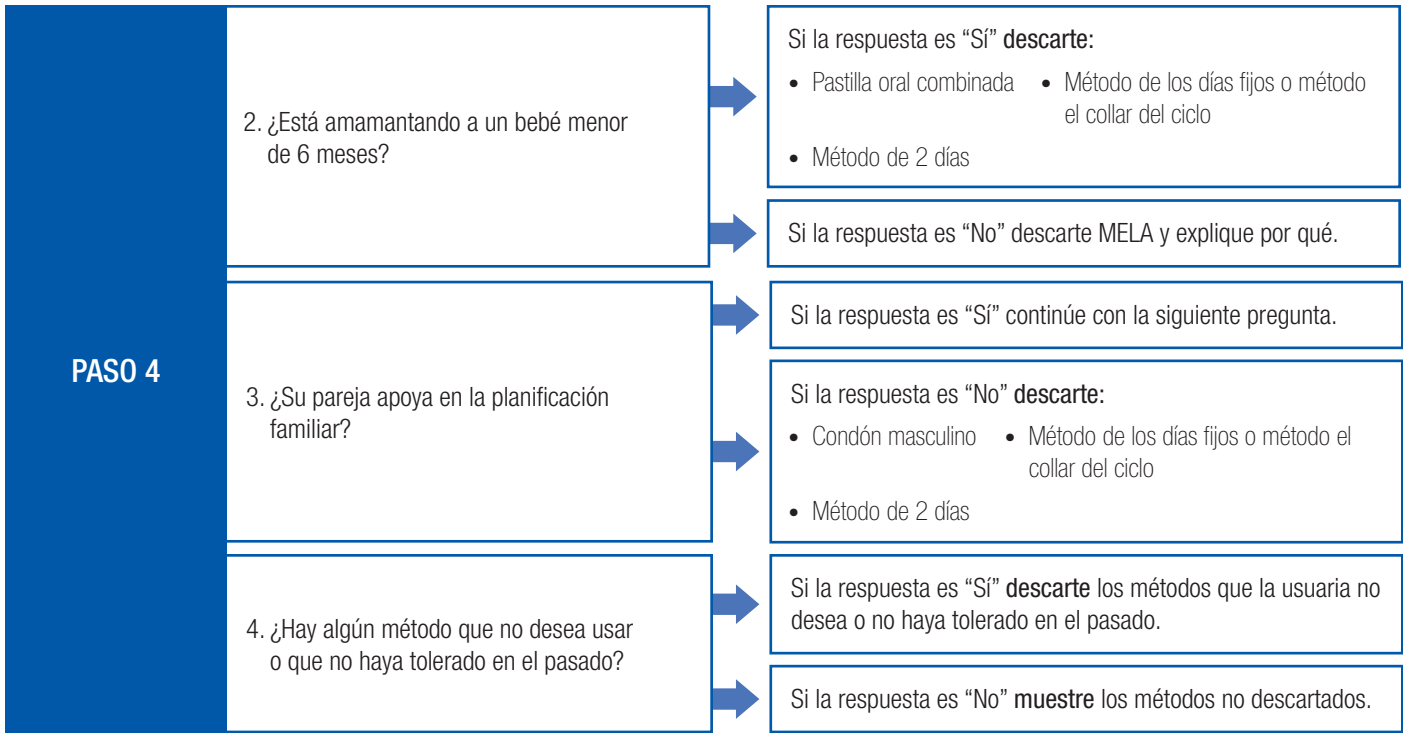 PASO 4
2. ¿Está amamantando a un bebé menor
de 6 meses?
Si la respuesta es “Sí” descarte:
• Pastilla oral combinada • Método de los días fijos o método
el collar del ciclo
• Método de 2 días
Si la respuesta es “No” descarte MELA y explique por qué.
3. ¿Su pareja apoya en la planificación
familiar?
Si la respuesta es “Sí” continúe con la siguiente pregunta.
Si la respuesta es “No” descarte:
• Condón masculino • Método de los días fijos o método el
collar del ciclo
• Método de 2 días
4. ¿Hay algún método que no desea usar
o que no haya tolerado en el pasado?
Si la respuesta es “Sí” descarte los métodos que la usuaria no
desea o no haya tolerado en el pasado.
Si la respuesta es “No” muestre los métodos no descartados.